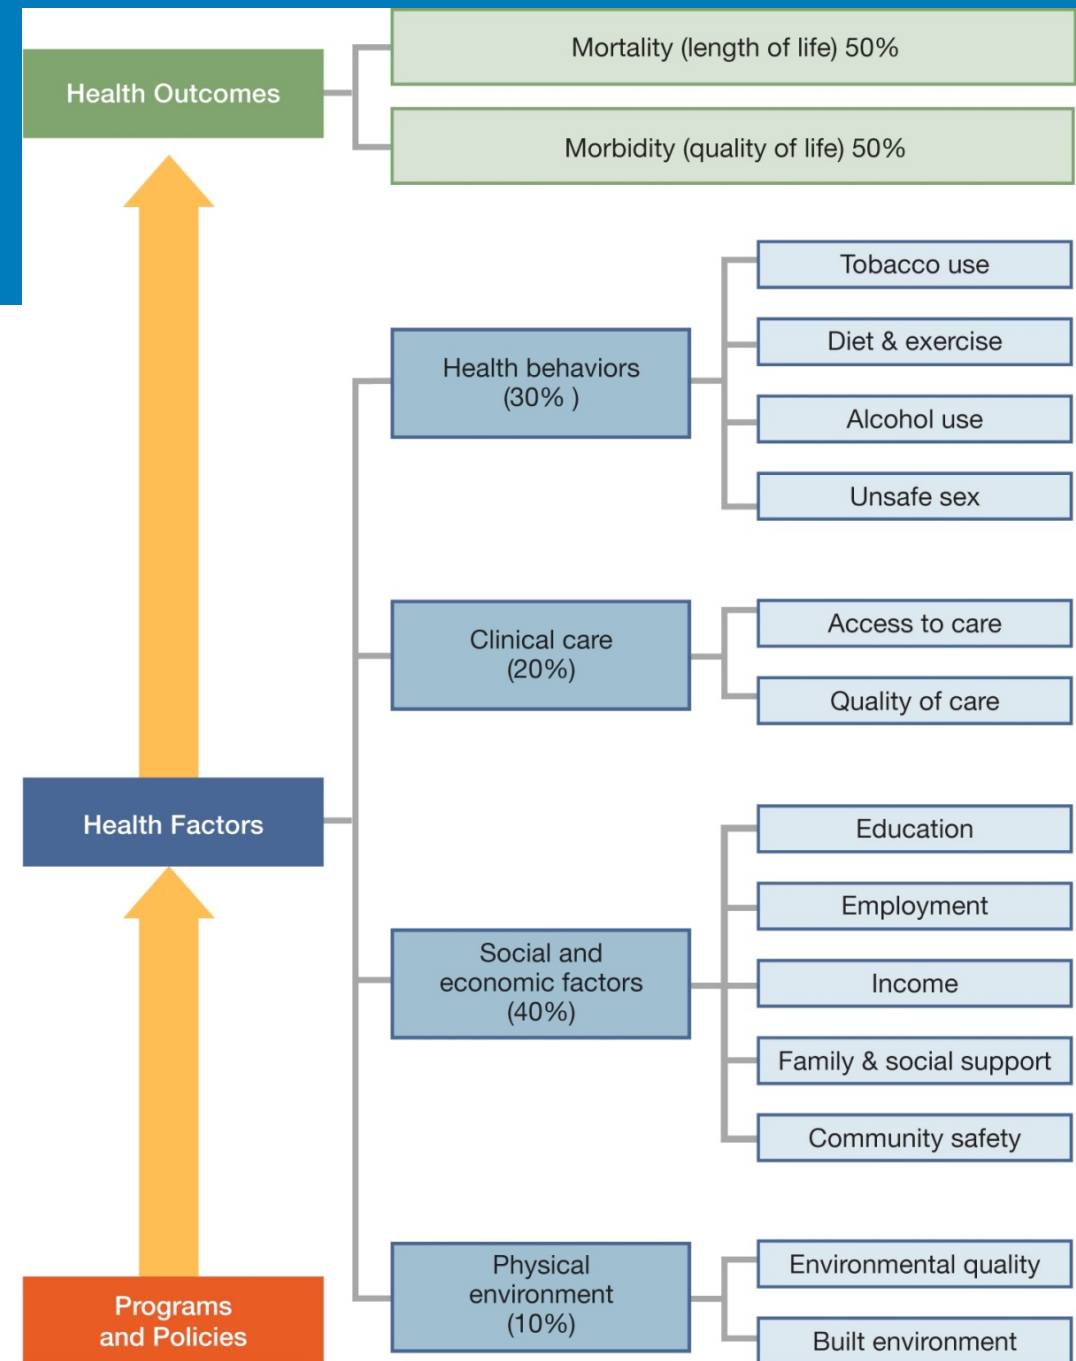 Health Outcomes
Mortality (length of life) 50%
Morbidity (quality of life) 50%
Health Factors
Health behaviors
(30% )
Tobacco use
Diet & exercise
Alcohol use
Unsafe sex
Clinical care
(20%)
Access to care
Quality of care
Social and
economic factors
(40%)
Education
Employment
Income
Family & social support
Community safety
Physical
environment
(10%)
Environmental quality
Built environment
Programs
and Policies